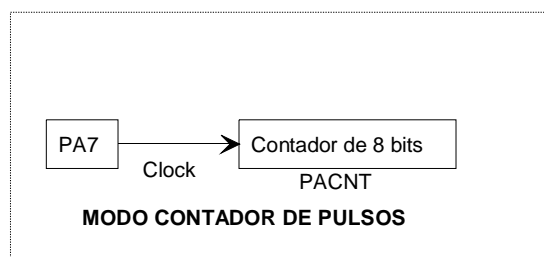 PA7
Contador de 8 bits
Clock
PACNT
MODO CONTADOR DE PULSOS